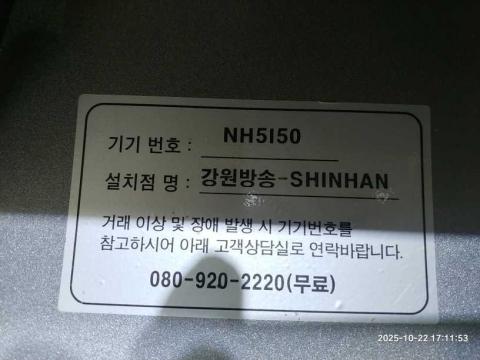 기기 번호 : NH5I50
설치점 명 : 강원방송-SHINHAN
거래 이상 및 장애 발생 시 기기번호를
참고하시어 아래 고객상담실로 연락바랍니다.
080-920-2220(무료)
2025-10-22 17:11:53